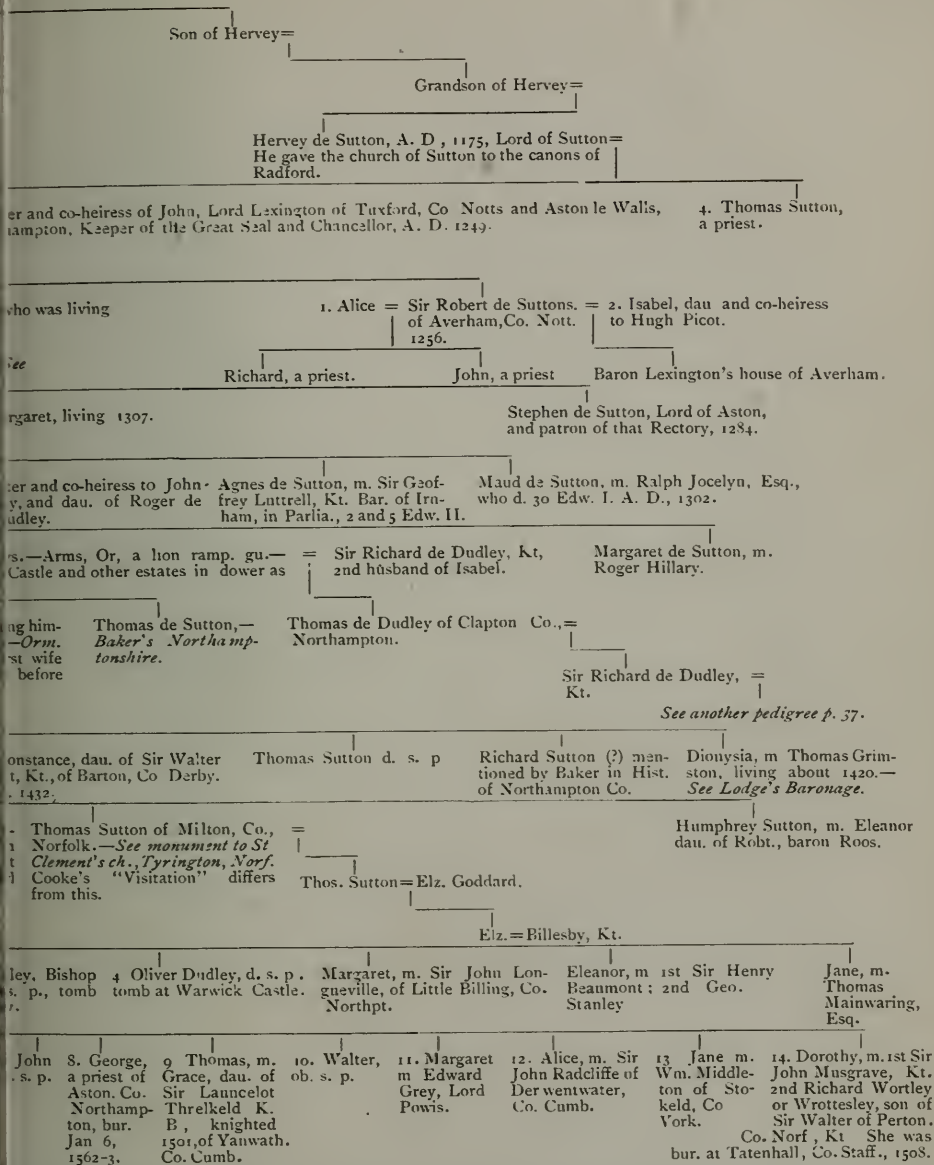 Son of Hervey=
Grandson of Hervey=
Hervey de Sutton, A. D , 1175, Lord of Sutton=
He gave the church of Sutton to the canons of
Radford.
er and co-heiress of John, Lord Lexington of Tuxford, Co Notts and Aston le Walls,
hampton, Keeper of the Great Seal and Chancellor, A. D. 1249.
4. Thomas Sutton,
a priest.
who was living
1. Alice = Sir Robert de Suttons. = 2. Isabel, dau and co-heiress
of Averham, Co. Nott.
to Hugh Picot.
1256.
See
Richard, a priest.
John, a priest
Baron Lexington's house of Averham.
rgaret, living 1307.
Stephen de Sutton, Lord of Aston,
and patron of that Rectory, 1284.
ter and co-heiress to John
y, and dau. of Roger de
udley.
Agnes de Sutton, m. Sir Geof-
frey Luttrell, Kt. Bar. of Irn-
ham, in Parlia., 2 and 5 Edw. II.
Maud de Sutton, m. Ralph Jocelyn, Esq.,
who d. 30 Edw. I. A. D., 1302.
s.—Arms, Or, a lion ramp. gu.— =
Castle and other estates in dower as
Sir Richard de Dudley, Kt,
2nd husband of Isabel.
Margaret de Sutton, m.
Roger Hillary.
ng him-
—Orm.
st wife
before
Thomas de Sutton,—
Baker's Northamp-
tonshire.
Thomas de Dudley of Clapton Co.,=
Northampton.
Sir Richard de Dudley, =
Kt.
See another pedigree p. 37.
onstance, dau. of Sir Walter
t, Kt., of Barton, Co Derby.
. 1432.
Thomas Sutton d. s. p
Richard Sutton (?) men-
tioned by Baker in Hist.
of Northampton Co.
Dionysia, m Thomas Grim-
ston, living about 1420.—
See Lodge's Baronage.
Thomas Sutton of Milton, Co., =
Norfolk.—See monument to St
Clement's ch., Tyrington, Norf.
Cooke's "Visitation" differs
from this.
Humphrey Sutton, m. Eleanor
dau. of Robt., baron Roos.
Thos. Sutton=Elz. Goddard.
Elz.=Billesby, Kt.
ley, Bishop
s. p., tomb
r.
4 Oliver Dudley, d. s. p .
tomb at Warwick Castle.
Margaret, m. Sir John Lon-
gueville, of Little Billing, Co.
Northpt.
Eleanor, m 1st Sir Henry
Beaumont; 2nd Geo.
Stanley
Jane, m.
Thomas
Mainwaring,
Esq.
John
. s. p.
8. George,
a priest of
Aston. Co.
Northamp-
ton, bur.
Jan 6,
1562-3.
9 Thomas, m.
Grace, dau. of
Sir Launcelot
Threlkeld K.
B , knighted
1501, of Yanwath.
Co. Cumb.
10. Walter,
ob. s. p.
11. Margaret
m Edward
Grey, Lord
Powis.
12. Alice, m. Sir
John Radcliffe of
Derwentwater,
Co. Cumb.
13 Jane m.
Wm. Middle-
ton of Sto-
keld, Co
York.
14. Dorothy, m. 1st Sir
John Musgrave, Kt.
2nd Richard Wortley
or Wrottesley, son of
Sir Walter of Perton.
Co. Norf , Kt She was
bur. at Tatenhall, Co. Staff., 1508.